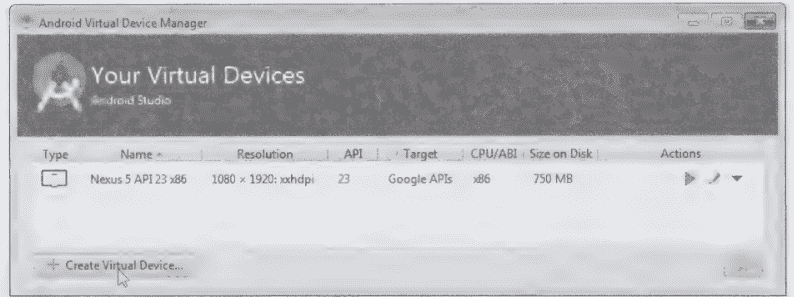 Android Virtual Device Manager
Your Virtual Devices
Android Studio
Type Name Resolution API Target CPU/ABI Size on Disk Actions
Nexus 5 API 23 x86 1080 × 1920: xxhdpi 23 Google APIs x86 750 MB
+ Create Virtual Device...